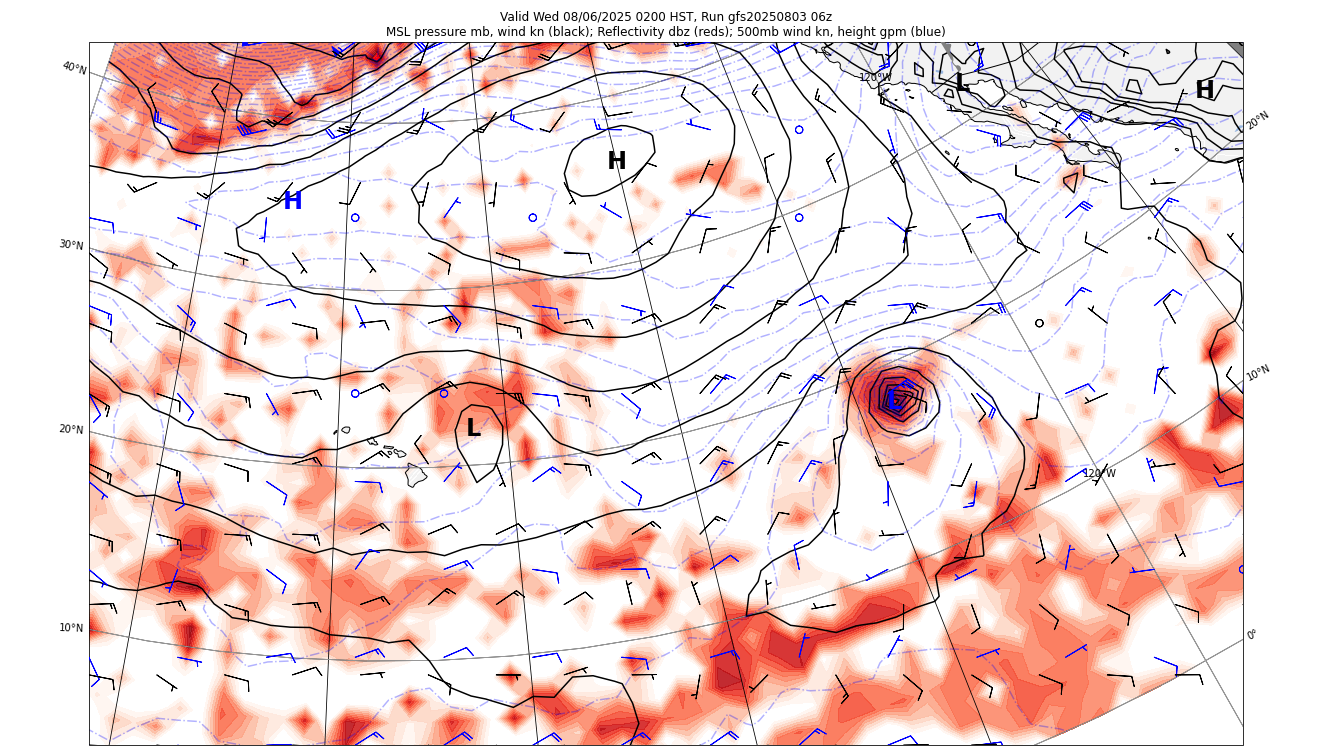 Valid Wed 08/06/2025 0200 HST, Run gfs20250803 06z
MSL pressure mb, wind kn (black); Reflectivity dbz (reds); 500mb wind kn, height gpm (blue)
40°N
120°W
L
H
20°N
H
H
30°N
10°N
L
20°N
L
120°W
10°N
0°